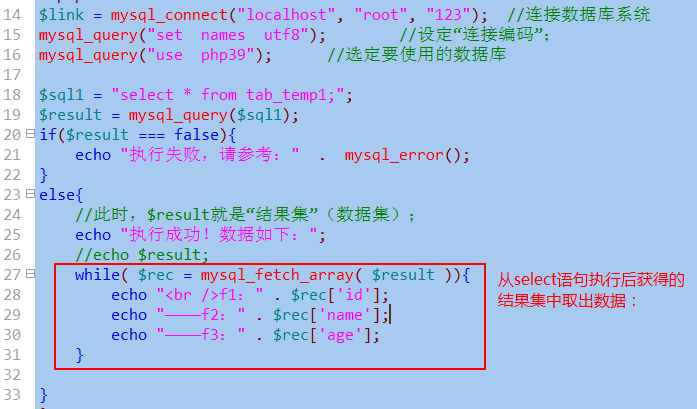 14 $link = mysql_connect("localhost", "root", "123");  //连接数据库系统
15 mysql_query("set  names  utf8");        //设定“连接编码”；
16 mysql_query("use  php39");      //选定要使用的数据库
17
18 $sql1 = "select * from tab_temp1;";
19 $result = mysql_query($sql1);
20 if($result === false){
21     echo "执行失败，请参考：" . mysql_error();
22 }
23 else{
24     //此时，$result就是“结果集”（数据集）；
25     echo "执行成功！数据如下：";
26     //echo $result;
27     while( $rec = mysql_fetch_array( $result )){
28         echo "<br />f1：" . $rec['id'];
29         echo "——f2：" . $rec['name'];
30         echo "——f3：" . $rec['age'];
31     }
32
33 }
从select语句执行后获得的
结果集中取出数据：